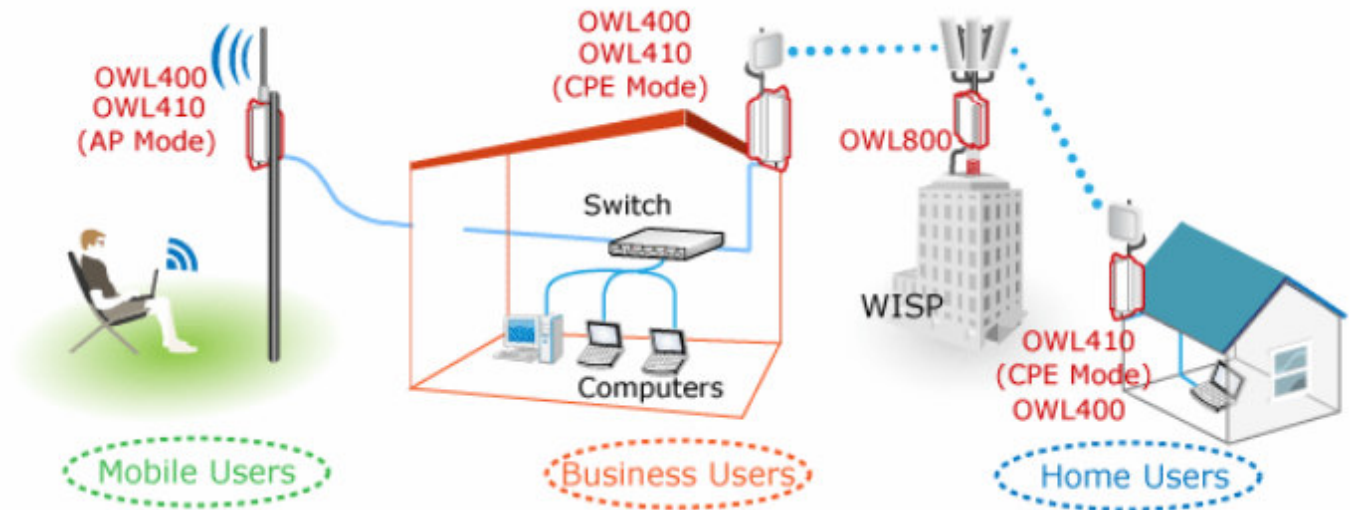 OWL400
OWL410
(AP Mode)
OWL400
OWL410
(CPE Mode)
OWL800
Switch
Computers
WISP
OWL410
(CPE Mode)
OWL400
Mobile Users
Business Users
Home Users